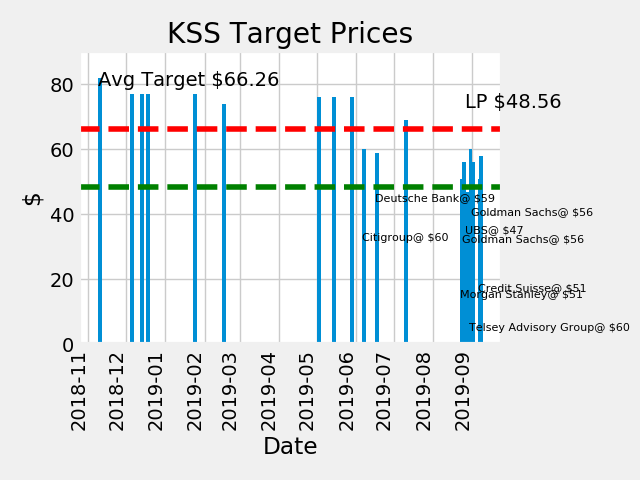 KSS Target Prices
Avg Target $66.26
LP $48.56
80
60
40
20
0
$
Deutsche Bank@ $59
Goldman Sachs@ $56
UBS@ $47
Citigroup@ $60
Goldman Sachs@ $56
Credit Suisse@ $51
Morgan Stanley@ $51
Telsey Advisory Group@ $60
2018-11
2018-12
2019-01
2019-02
2019-03
2019-04
2019-05
2019-06
2019-07
2019-08
2019-09
Date